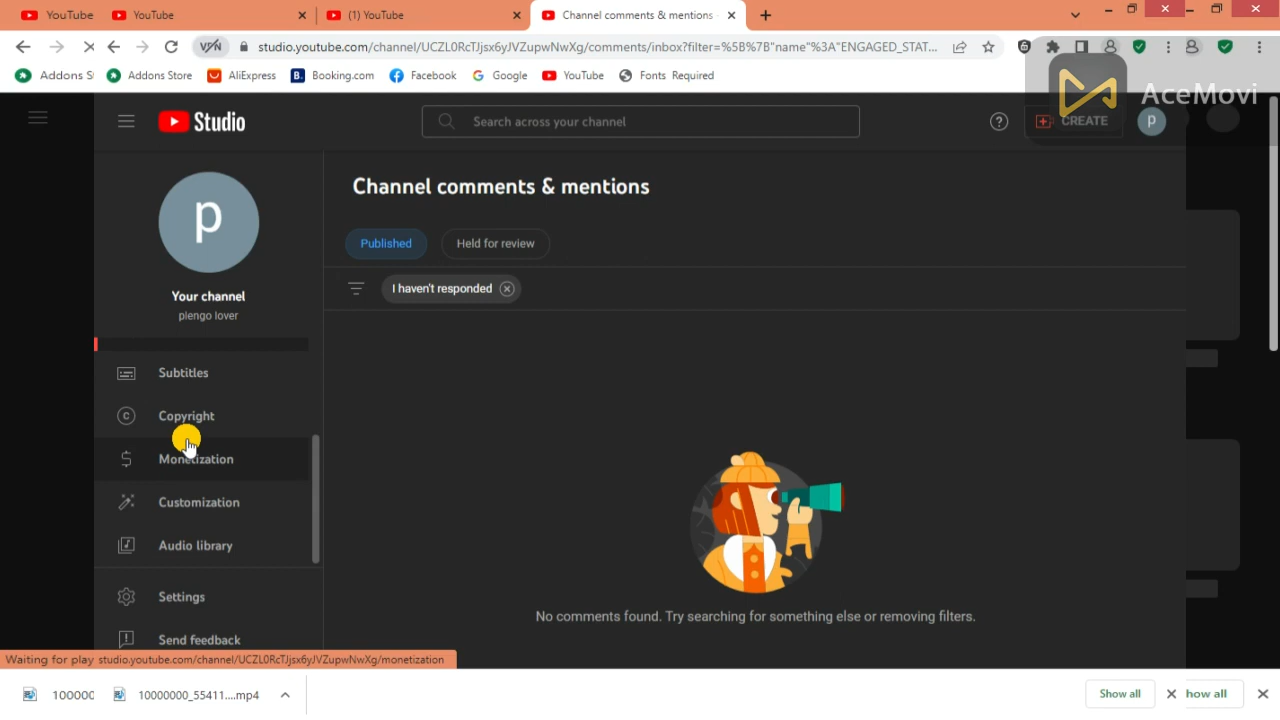 YouTube YouTube (1) YouTube Channel comments & mentions
VPN studio.youtube.com/channel/UCZL0RcTJjsx6yJVZupwNwXg/comments/inbox?filter=%5B%7B"name"%3A"ENGAGED_STAT...
Addons St Addons Store AliExpress B. Booking.com Facebook Google YouTube Fonts Required
AceMovi
Studio Search across your channel CREATE p
p
Your channel
plengo lover
Subtitles
Copyright
Monetization
Customization
Audio library
Settings
Send feedback
Channel comments & mentions
Published Held for review
I haven't responded
No comments found. Try searching for something else or removing filters.
Waiting for play studio.youtube.com/channel/UCZL0RcTJjsx6yJVZupwNwXg/monetization
100000 10000000_55411....mp4 Show all how all